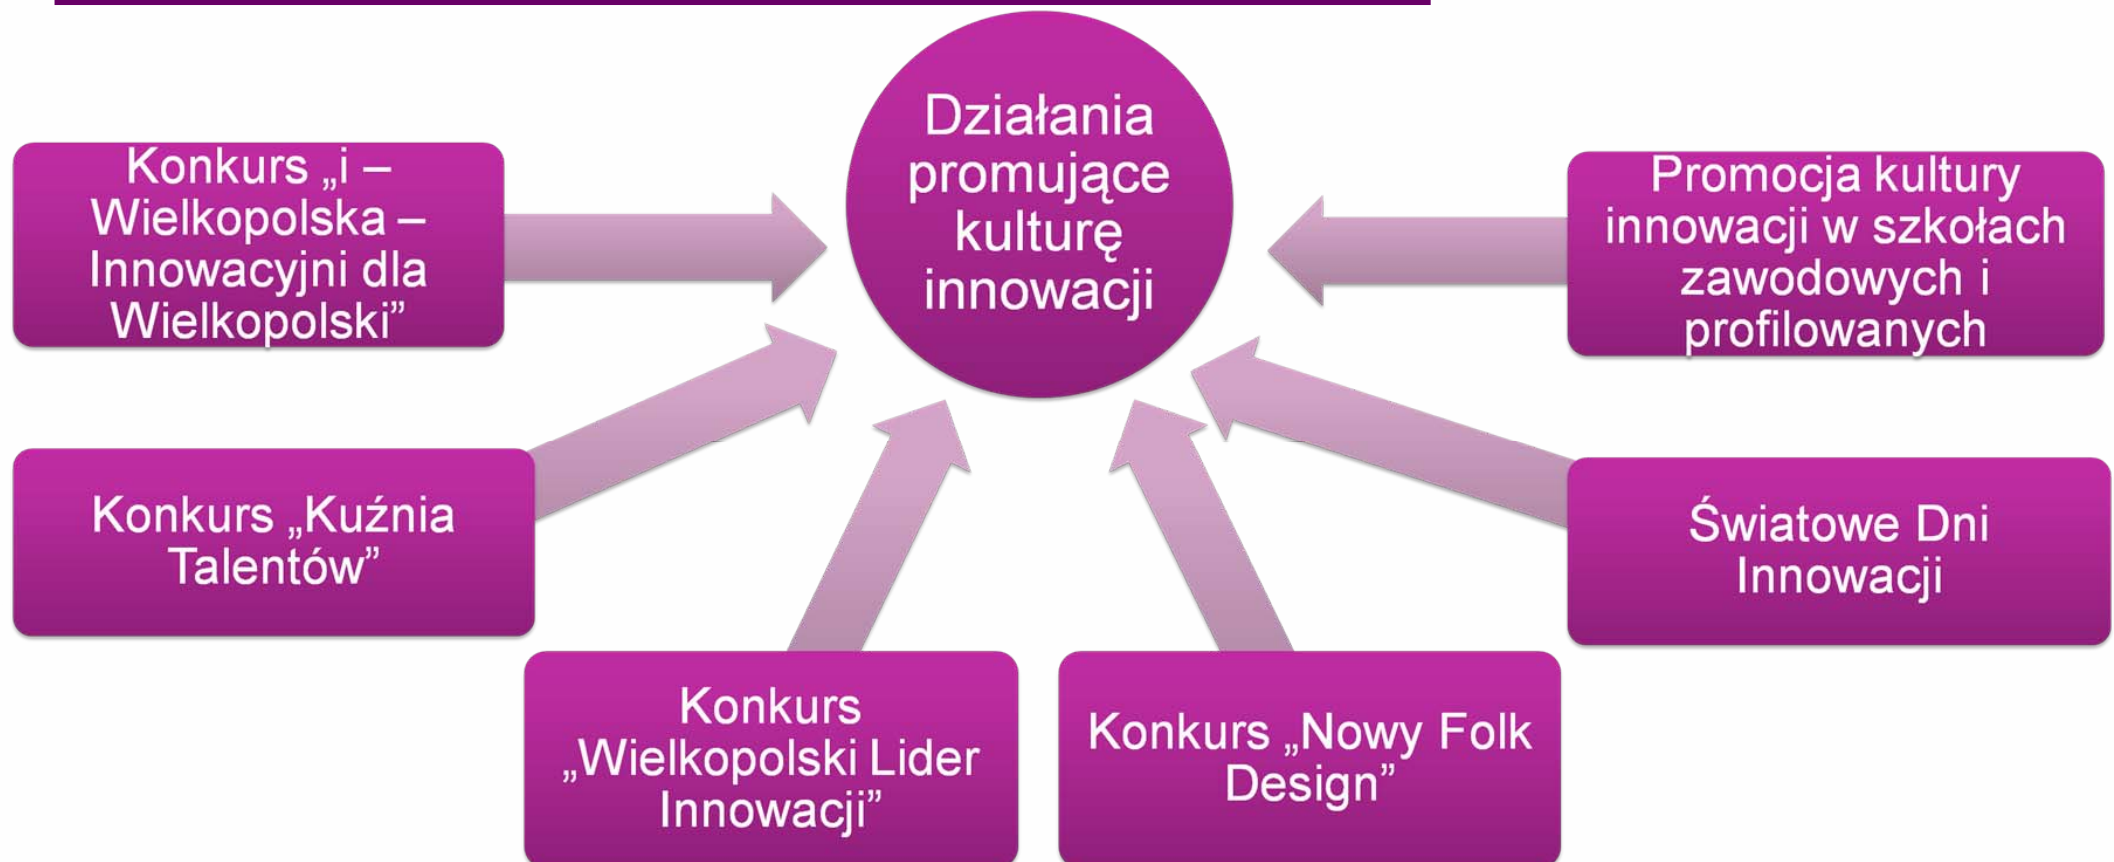 Działania
promujące
kulturę
innowacji
Konkurs „i –
Wielkopolska –
Innowacyjni dla
Wielkopolski”
Konkurs „Kuźnia
Talentów”
Konkurs
„Wielkopolski Lider
Innowacji”
Konkurs „Nowy Folk
Design”
Światowe Dni
Innowacji
Promocja kultury
innowacji w szkołach
zawodowych i
profilowanych